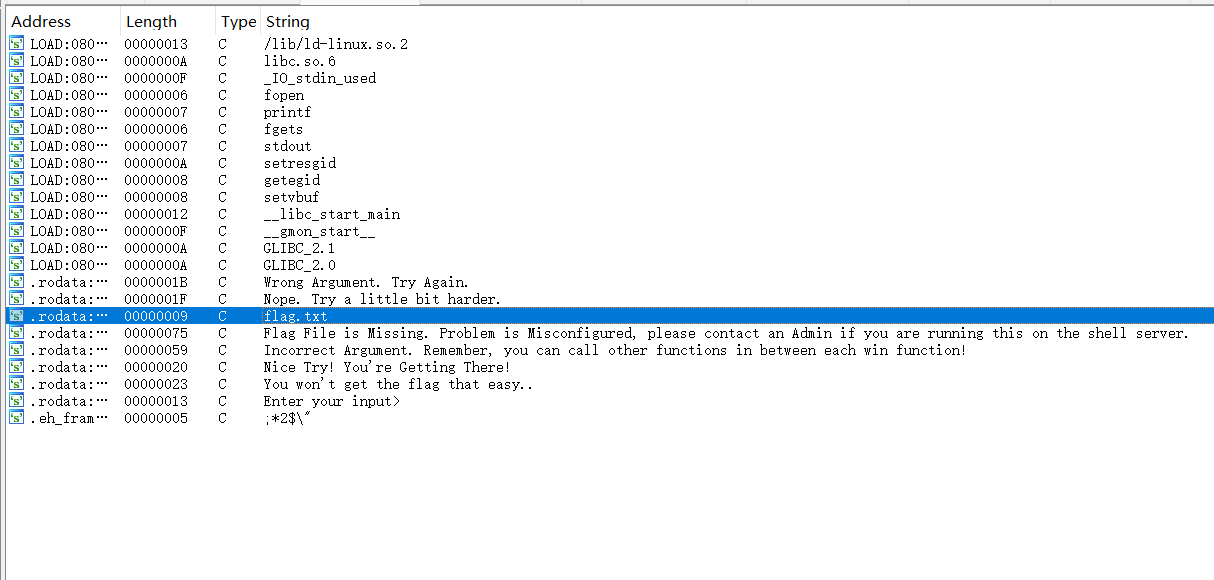 Address Length Type String
LOAD:080… 00000013 C /lib/ld-linux.so.2
LOAD:080… 0000000A C libc.so.6
LOAD:080… 0000000F C _IO_stdin_used
LOAD:080… 00000006 C fopen
LOAD:080… 00000007 C printf
LOAD:080… 00000006 C fgets
LOAD:080… 00000007 C stdout
LOAD:080… 0000000A C setresgid
LOAD:080… 00000008 C getegid
LOAD:080… 00000008 C setvbuf
LOAD:080… 00000012 C __libc_start_main
LOAD:080… 0000000F C __gmon_start__
LOAD:080… 0000000A C GLIBC_2.1
LOAD:080… 0000000A C GLIBC_2.0
.rodata:… 0000001B C Wrong Argument. Try Again.
.rodata:… 0000001F C Nope. Try a little bit harder.
.rodata:… 00000009 C flag.txt
.rodata:… 00000075 C Flag File is Missing. Problem is Misconfigured, please contact an Admin if you are running this on the shell server.
.rodata:… 00000059 C Incorrect Argument. Remember, you can call other functions in between each win function!
.rodata:… 00000020 C Nice Try! You're Getting There!
.rodata:… 00000023 C You won't get the flag that easy..
.rodata:… 00000013 C Enter your input>
.eh_fram… 00000005 C ;*2$\"